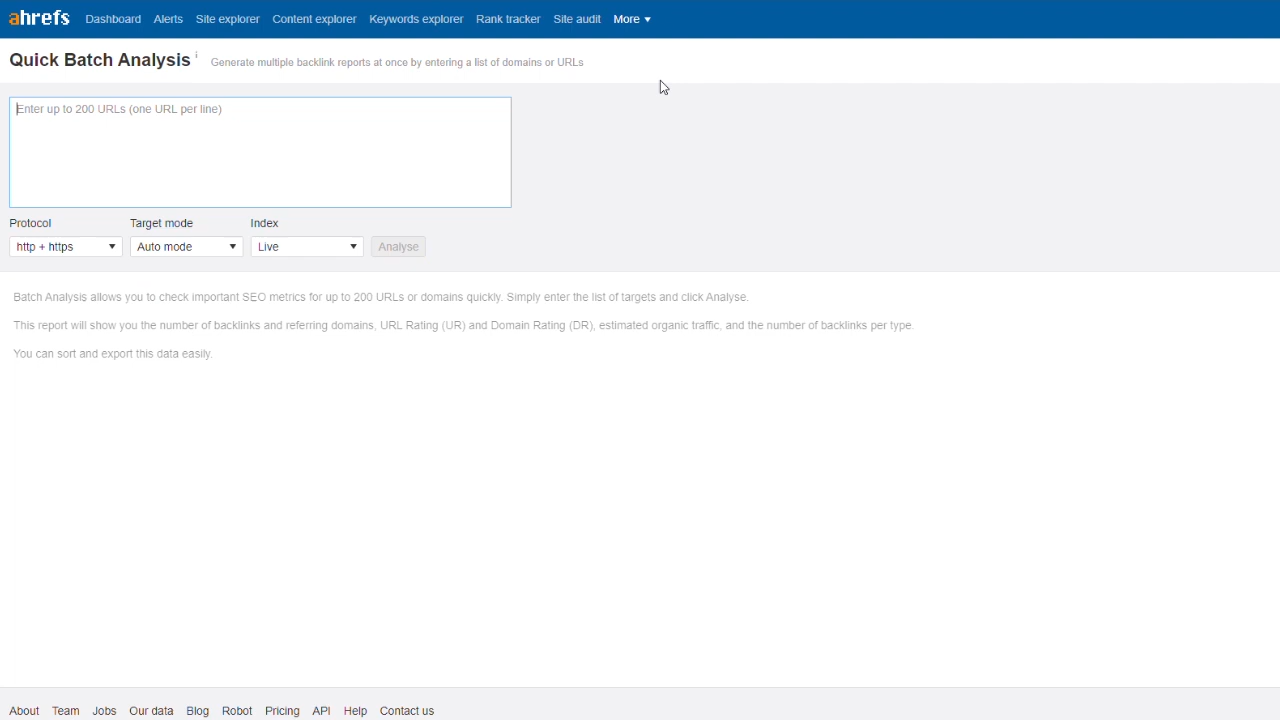 ahrefs Dashboard Alerts Site explorer Content explorer Keywords explorer Rank tracker Site audit More
Quick Batch Analysis i Generate multiple backlink reports at once by entering a list of domains or URLs
Enter up to 200 URLs (one URL per line)
Protocol Target mode Index
http + https Auto mode Live Analyse
Batch Analysis allows you to check important SEO metrics for up to 200 URLs or domains quickly. Simply enter the list of targets and click Analyse.
This report will show you the number of backlinks and referring domains, URL Rating (UR) and Domain Rating (DR), estimated organic traffic, and the number of backlinks per type.
You can sort and export this data easily.
About Team Jobs Our data Blog Robot Pricing API Help Contact us